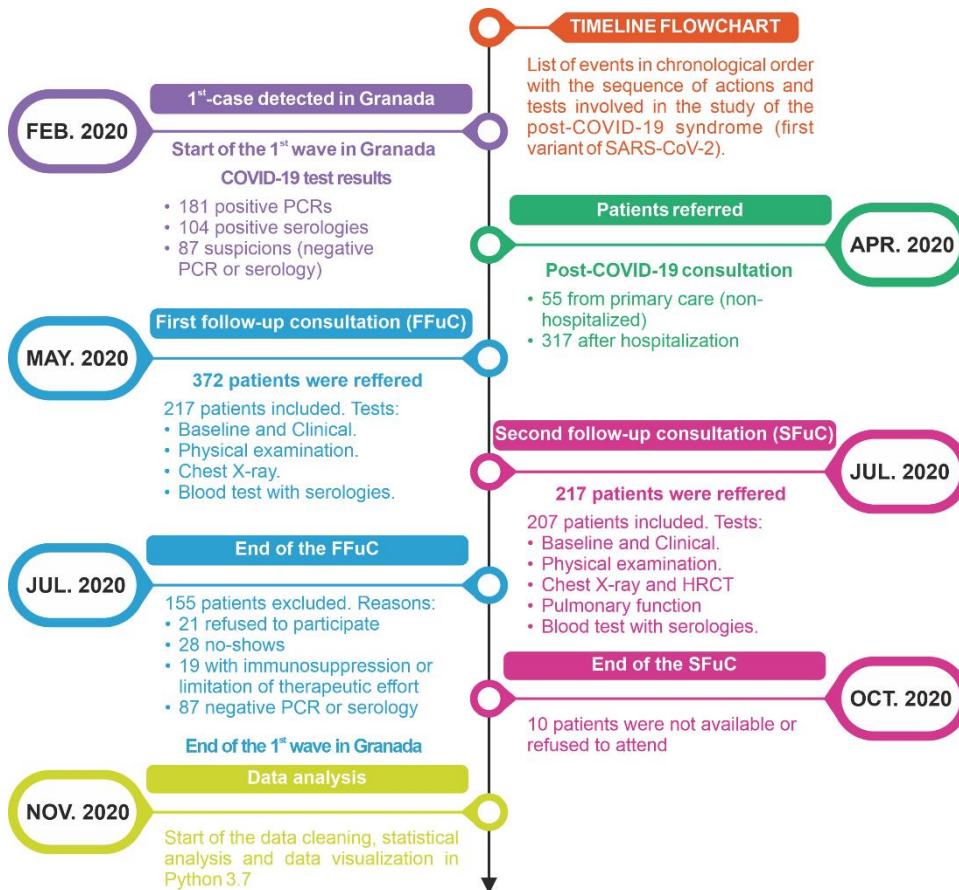 TIMELINE FLOWCHART
List of events in chronological order
with the sequence of actions and
tests involved in the study of the
post-COVID-19 syndrome (first
variant of SARS-CoV-2).
FEB. 2020
1st-case detected in Granada
Start of the 1st wave in Granada
COVID-19 test results
• 181 positive PCRs
• 104 positive serologies
• 87 suspicions (negative
PCR or serology)
APR. 2020
Patients referred
Post-COVID-19 consultation
• 55 from primary care (non-
hospitalized)
• 317 after hospitalization
MAY. 2020
First follow-up consultation (FFuC)
372 patients were reffered
217 patients included. Tests:
• Baseline and Clinical.
• Physical examination.
• Chest X-ray.
• Blood test with serologies.
JUL. 2020
Second follow-up consultation (SFuC)
217 patients were reffered
207 patients included. Tests:
• Baseline and Clinical.
• Physical examination.
• Chest X-ray and HRCT
• Pulmonary function
• Blood test with serologies.
JUL. 2020
End of the FFuC
155 patients excluded. Reasons:
• 21 refused to participate
• 28 no-shows
• 19 with immunosuppression or
limitation of therapeutic effort
• 87 negative PCR or serology
End of the 1st wave in Granada
OCT. 2020
End of the SFuC
10 patients were not available or
refused to attend
NOV. 2020
Data analysis
Start of the data cleaning, statistical
analysis and data visualization in
Python 3.7